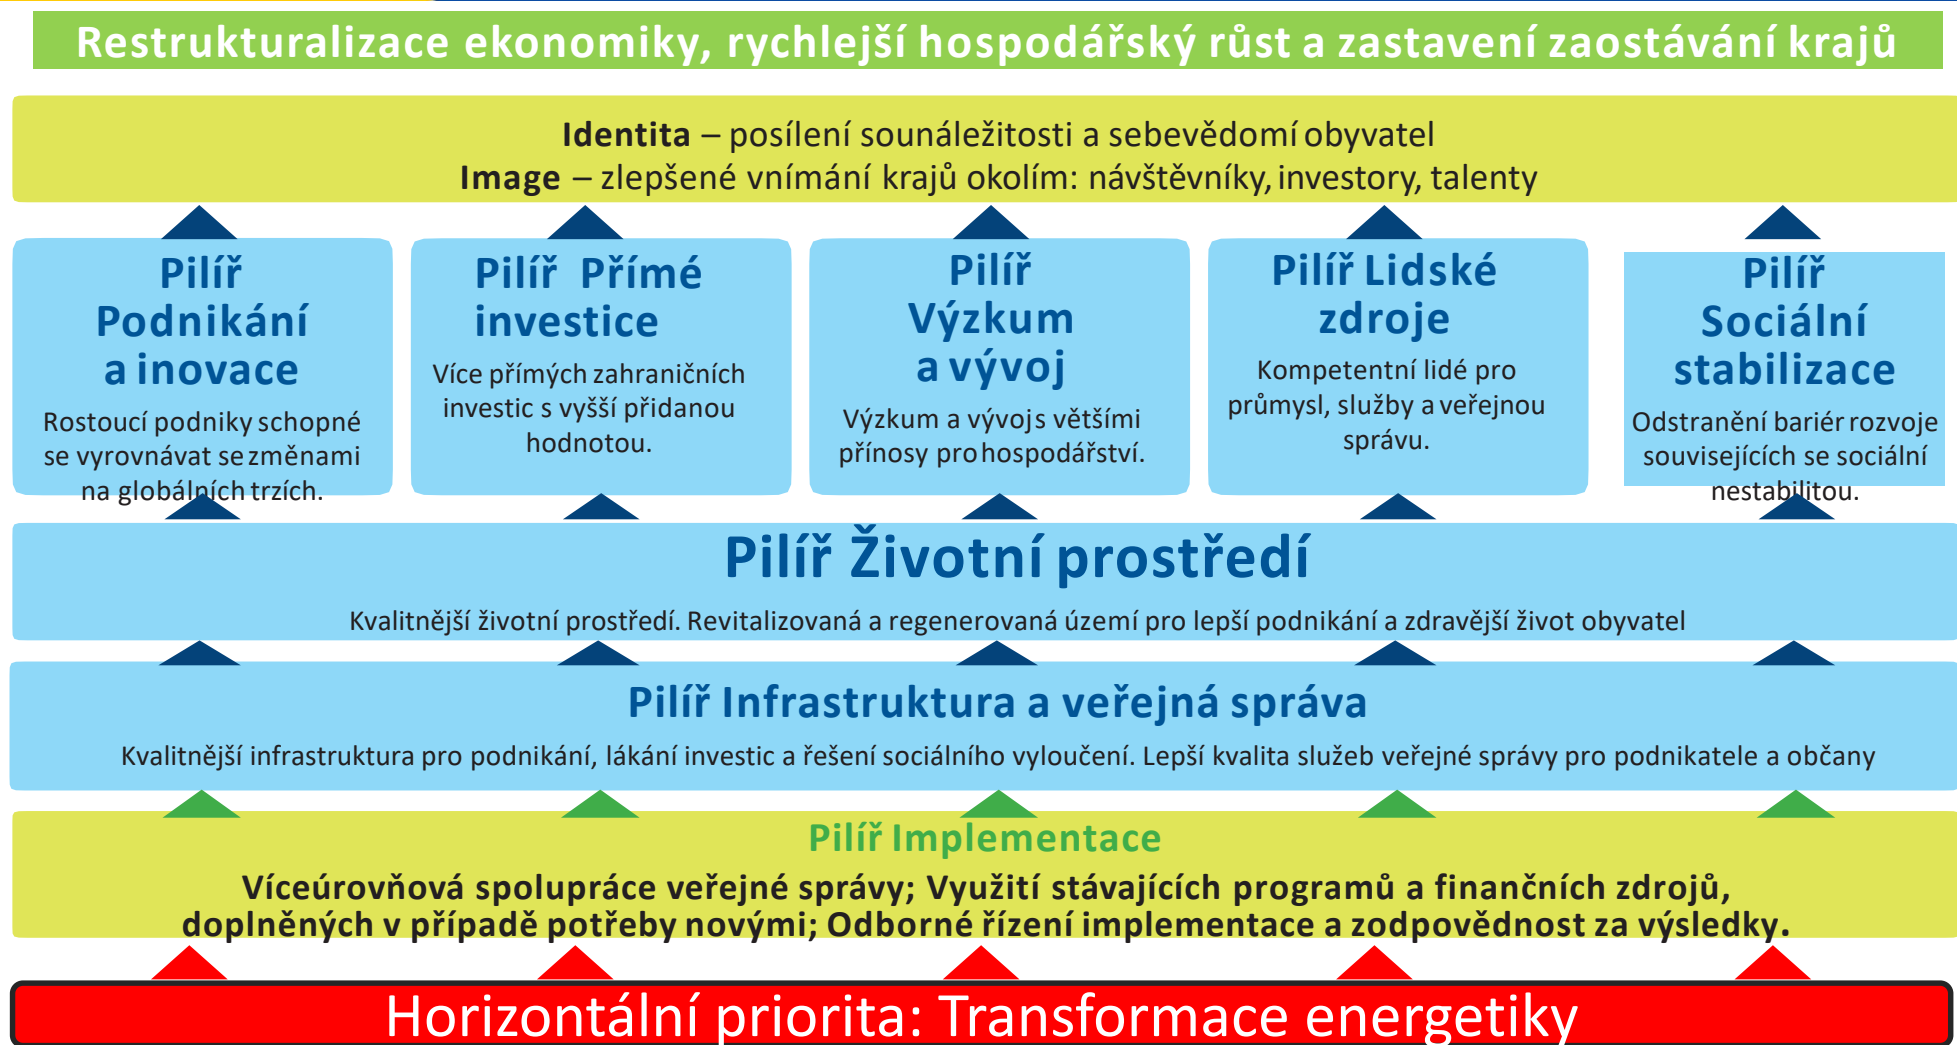 Restrukturalizace ekonomiky, rychlejší hospodářský růst a zastavení zaostávání krajů
Identita – posílení sounáležitosti a sebevědomí obyvatel
Image – zlepšené vnímání krajů okolím: návštěvníky, investory, talenty
Pilíř
Podnikání
a inovace
Rostoucí podniky schopné
se vyrovnávat se změnami
na globálních trzích.
Pilíř Přímé
investice
Více přímých zahraničních
investic s vyšší přidanou
hodnotou.
Pilíř
Výzkum
a vývoj
Výzkum a vývoj s většími
přínosy pro hospodářství.
Pilíř Lidské
zdroje
Kompetentní lidé pro
průmysl, služby a veřejnou
správu.
Pilíř
Sociální
stabilizace
Odstranění bariér rozvoje
souvisejících se sociální
nestabilitou.
Pilíř Životní prostředí
Kvalitnější životní prostředí. Revitalizovaná a regenerovaná území pro lepší podnikání a zdravější život obyvatel
Pilíř Infrastruktura a veřejná správa
Kvalitnější infrastruktura pro podnikání, lákání investic a řešení sociálního vyloučení. Lepší kvalita služeb veřejné správy pro podnikatele a občany
Pilíř Implementace
Víceúrovňová spolupráce veřejné správy; Využití stávajících programů a finančních zdrojů,
doplněných v případě potřeby novými; Odborné řízení implementace a zodpovědnost za výsledky.
Horizontální priorita: Transformace energetiky